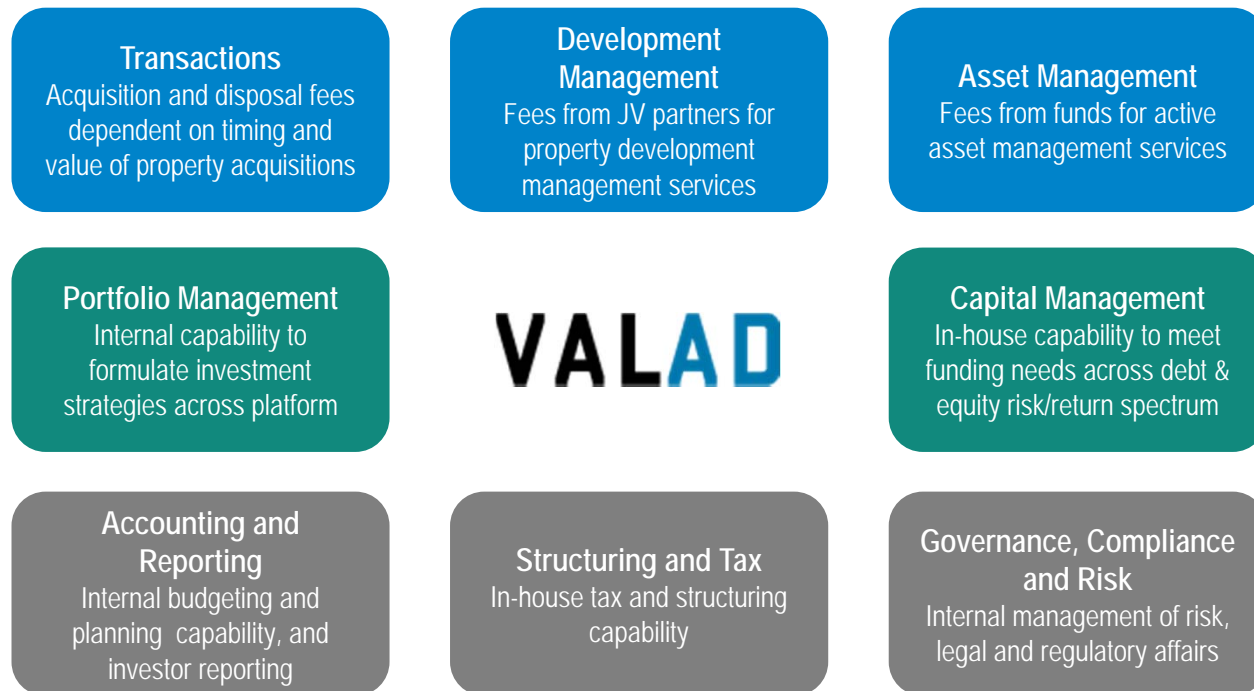 Transactions
Acquisition and disposal fees
dependent on timing and
value of property acquisitions
Development
Management
Fees from JV partners for
property development
management services
Asset Management
Fees from funds for active
asset management services
Portfolio Management
Internal capability to
formulate investment
strategies across platform
VALAD
Capital Management
In-house capability to meet
funding needs across debt &
equity risk/return spectrum
Accounting and
Reporting
Internal budgeting and
planning capability, and
investor reporting
Structuring and Tax
In-house tax and structuring
capability
Governance, Compliance
and Risk
Internal management of risk,
legal and regulatory affairs